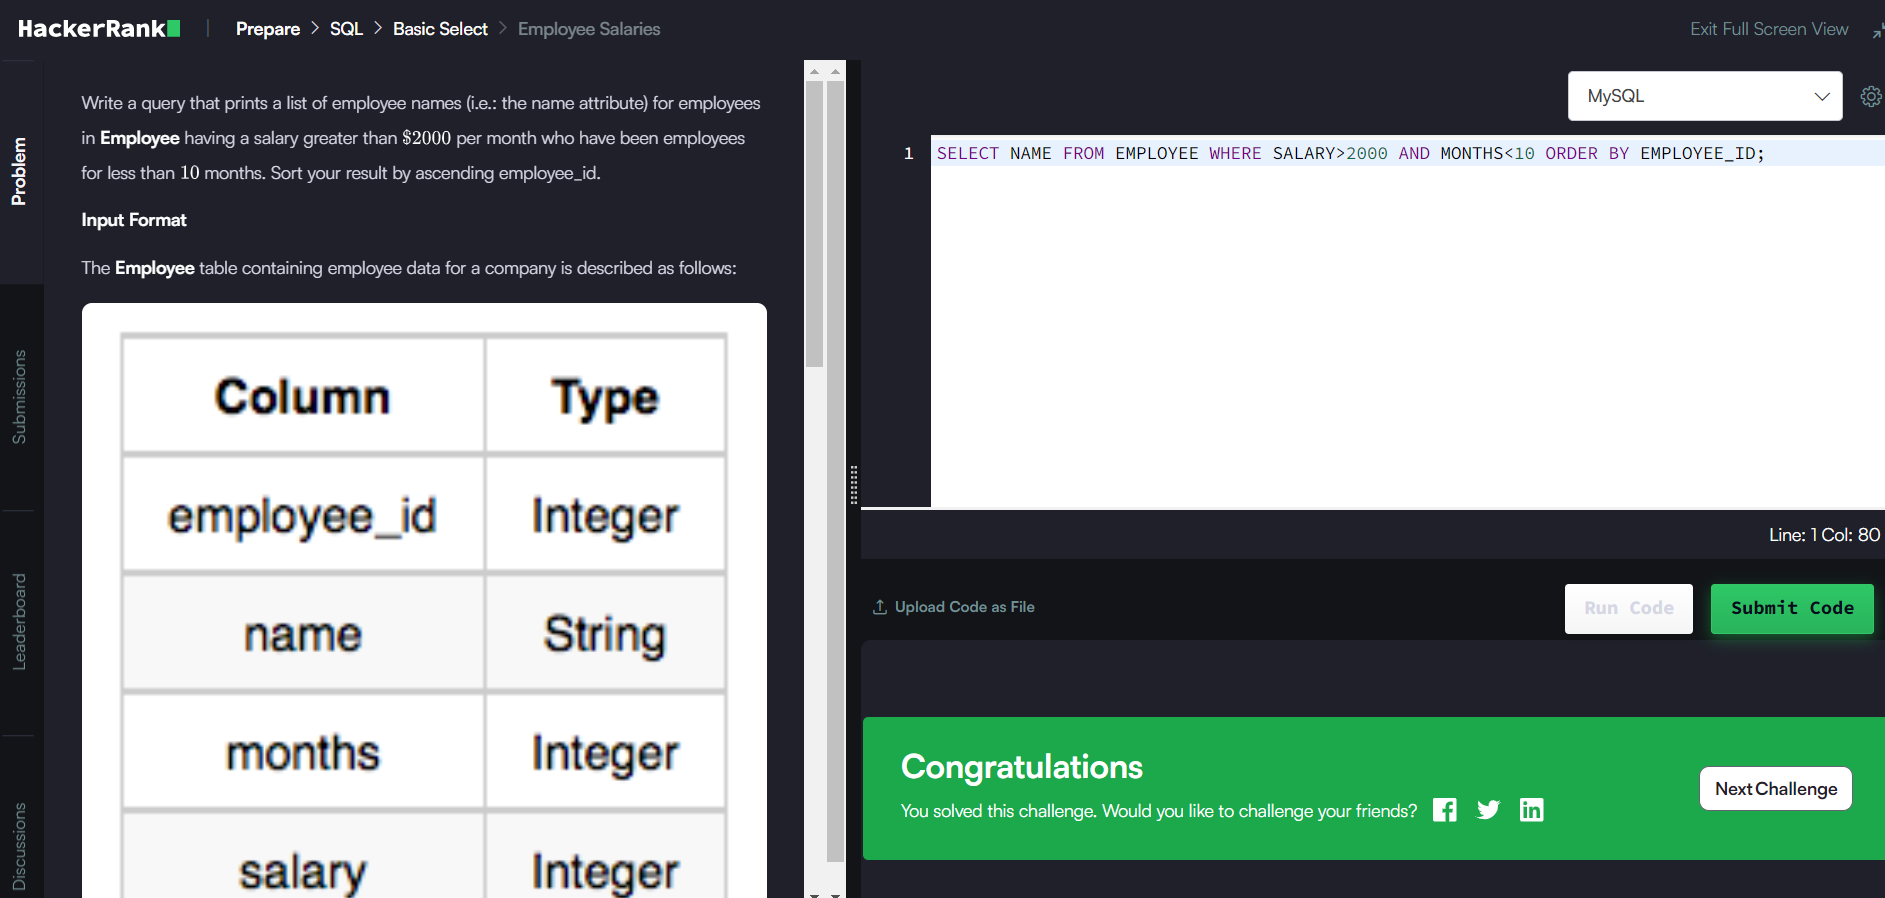 HackerRank
Prepare > SQL > Basic Select > Employee Salaries
Exit Full Screen View
Problem
Submissions
Leaderboard
Discussions
Write a query that prints a list of employee names (i.e.: the name attribute) for employees
in Employee having a salary greater than $2000 per month who have been employees
for less than 10 months. Sort your result by ascending employee_id.
Input Format
The Employee table containing employee data for a company is described as follows:
Column Type
employee_id Integer
name String
months Integer
salary Integer
MySQL
1 SELECT NAME FROM EMPLOYEE WHERE SALARY>2000 AND MONTHS<10 ORDER BY EMPLOYEE_ID;
Line: 1 Col: 80
Upload Code as File
Run Code
Submit Code
Congratulations
You solved this challenge. Would you like to challenge your friends?
Next Challenge